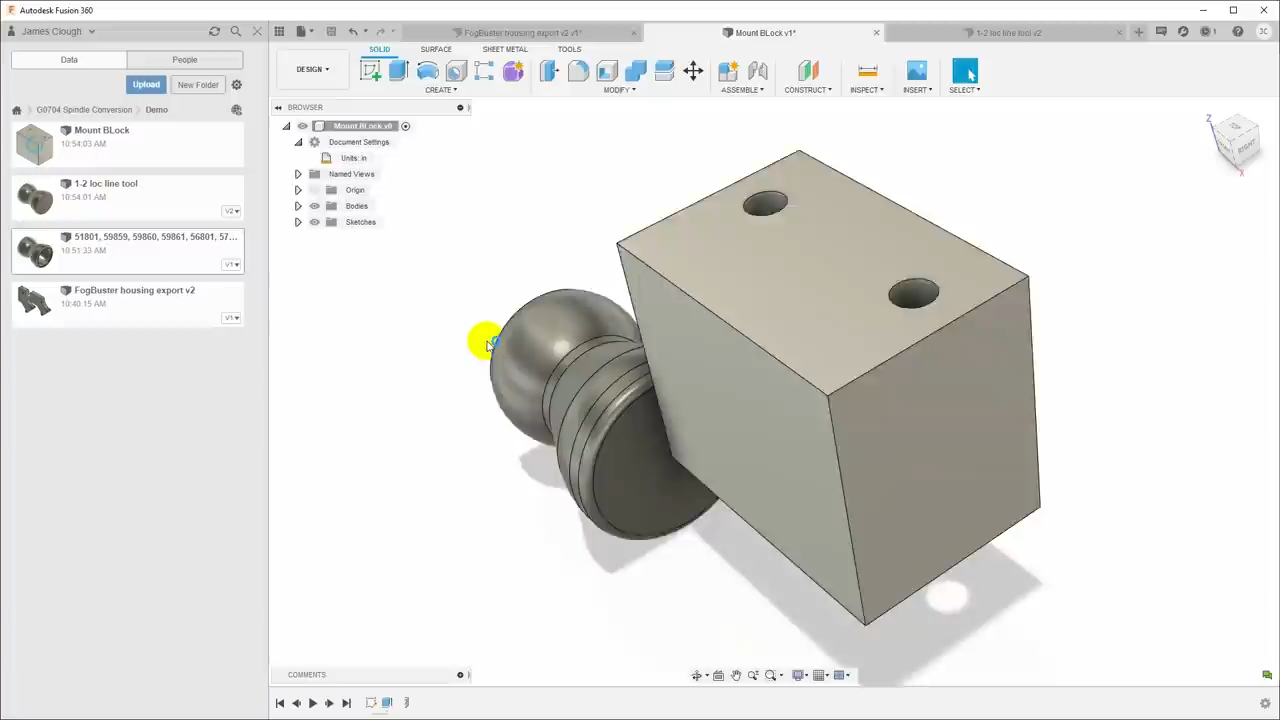 Autodesk Fusion 360
James Clough
FogBuster housing export v2 v1*
Mount BLock v1*
1-2 loc line tool v2
1
JC
Data
People
SOLID
SURFACE
SHEET METAL
TOOLS
DESIGN
CREATE
MODIFY
ASSEMBLE
CONSTRUCT
INSPECT
INSERT
SELECT
Upload
New Folder
G0704 Spindle Conversion
Demo
BROWSER
Mount BLock v0
Document Settings
Units: in
Named Views
Origin
Bodies
Sketches
Mount BLock
10:54:03 AM
1-2 loc line tool
10:54:01 AM
V2
51801, 59859, 59860, 59861, 56801, 57...
10:51:33 AM
V1
FogBuster housing export v2
10:40:15 AM
V1
Z
RIGHT
X
COMMENTS